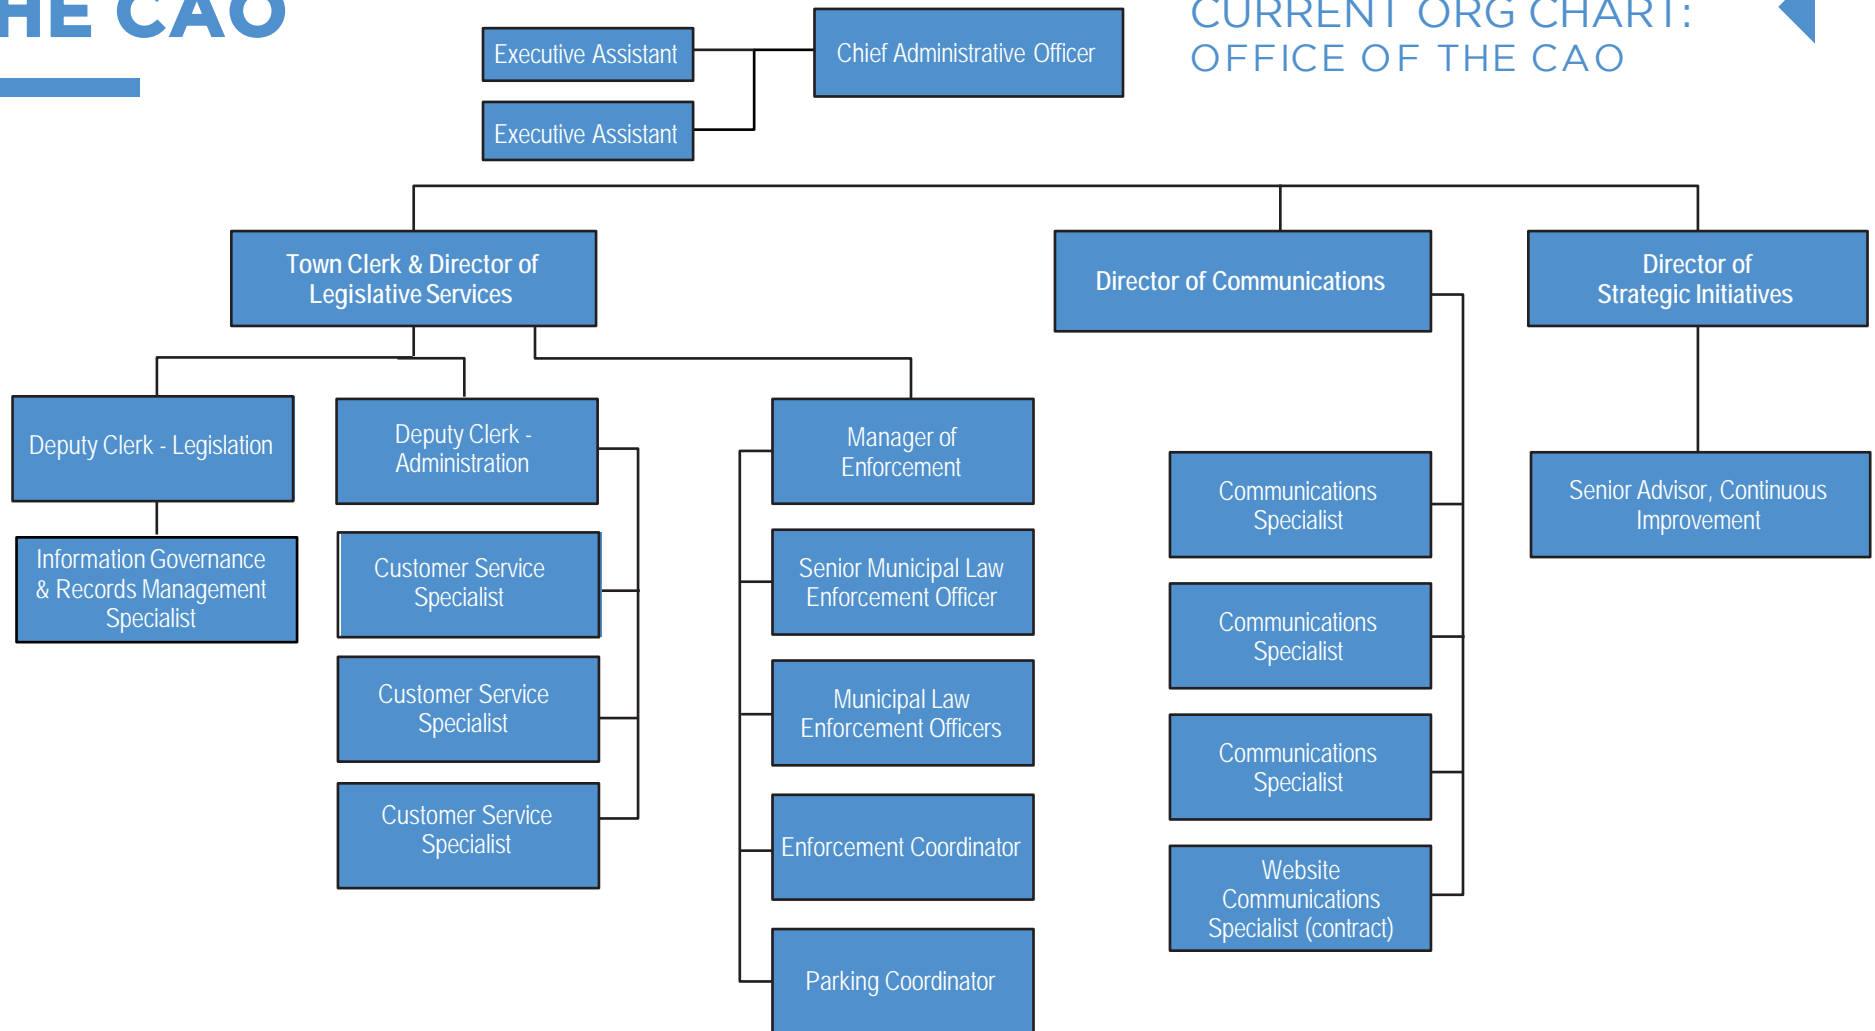 THE CAO
CURRENT ORG CHART:
OFFICE OF THE CAO
Executive Assistant
Chief Administrative Officer
Executive Assistant
Town Clerk & Director of
Legislative Services
Director of Communications
Director of
Strategic Initiatives
Deputy Clerk - Legislation
Deputy Clerk -
Administration
Manager of
Enforcement
Communications
Specialist
Senior Advisor, Continuous
Improvement
Information Governance
& Records Management
Specialist
Customer Service
Specialist
Senior Municipal Law
Enforcement Officer
Communications
Specialist
Customer Service
Specialist
Municipal Law
Enforcement Officers
Communications
Specialist
Customer Service
Specialist
Enforcement Coordinator
Website
Communications
Specialist (contract)
Parking Coordinator